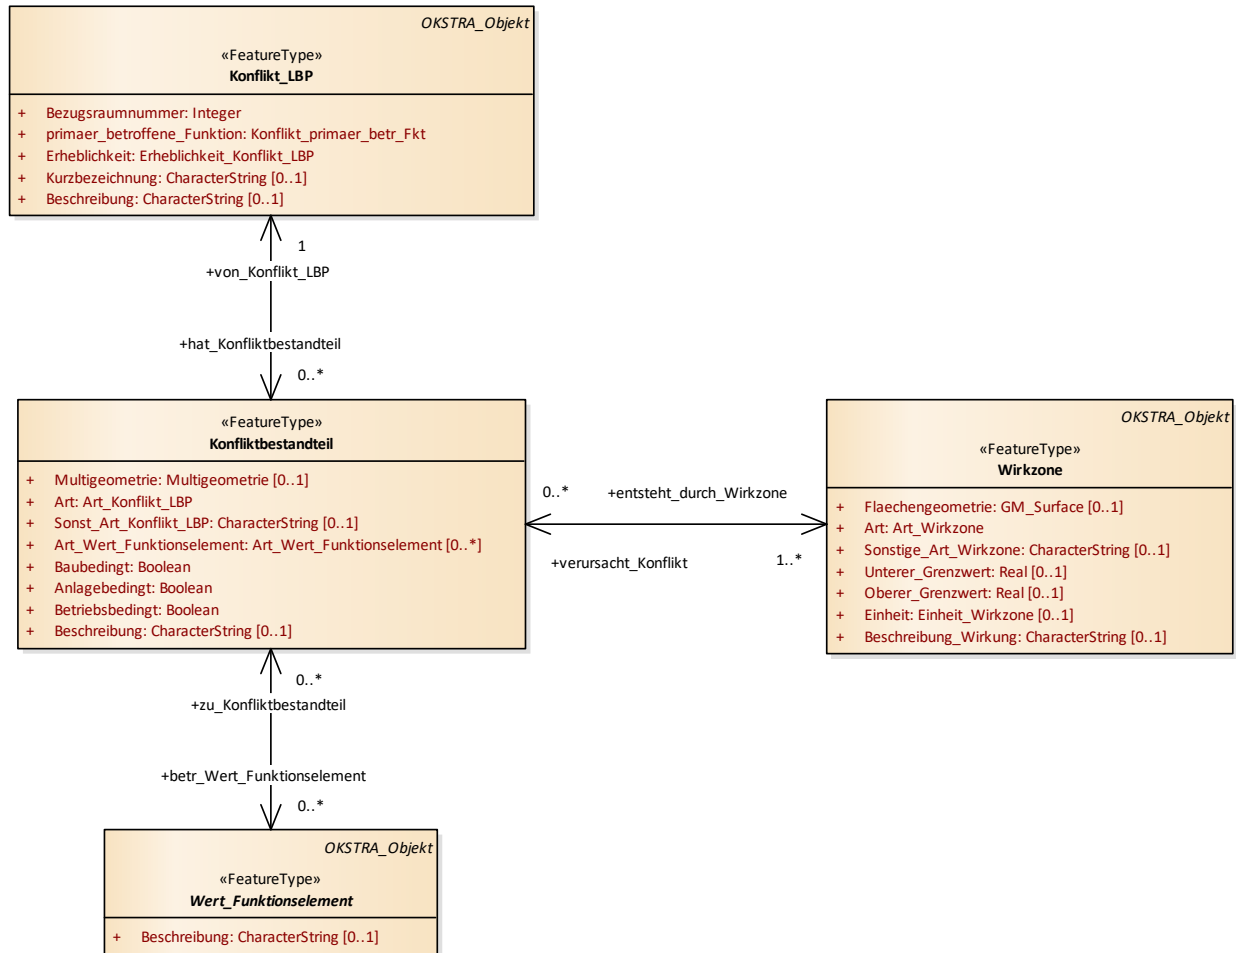 OKSTRA_Objekt
«FeatureType»
Konflikt_LBP
+ Bezugsraumnummer: Integer
+ primaer_betroffene_Funktion: Konflikt_primaer_betr_Fkt
+ Erheblichkeit: Erheblichkeit_Konflikt_LBP
+ Kurzbezeichnung: CharacterString [0..1]
+ Beschreibung: CharacterString [0..1]
1
+von_Konflikt_LBP
+hat_Konfliktbestandteil
0..*
«FeatureType»
Konfliktbestandteil
+ Multigeometrie: Multigeometrie [0..1]
+ Art: Art_Konflikt_LBP
+ Sonst_Art_Konflikt_LBP: CharacterString [0..1]
+ Art_Wert_Funktionselement: Art_Wert_Funktionselement [0..*]
+ Baubedingt: Boolean
+ Anlagebedingt: Boolean
+ Betriebsbedingt: Boolean
+ Beschreibung: CharacterString [0..1]
0..* +entsteht_durch_Wirkzone
+verursacht_Konflikt 1..*
OKSTRA_Objekt
«FeatureType»
Wirkzone
+ Flaechengeometrie: GM_Surface [0..1]
+ Art: Art_Wirkzone
+ Sonstige_Art_Wirkzone: CharacterString [0..1]
+ Unterer_Grenzwert: Real [0..1]
+ Oberer_Grenzwert: Real [0..1]
+ Einheit: Einheit_Wirkzone [0..1]
+ Beschreibung_Wirkung: CharacterString [0..1]
0..*
+zu_Konfliktbestandteil
+betr_Wert_Funktionselement
0..*
OKSTRA_Objekt
«FeatureType»
Wert_Funktionselement
+ Beschreibung: CharacterString [0..1]